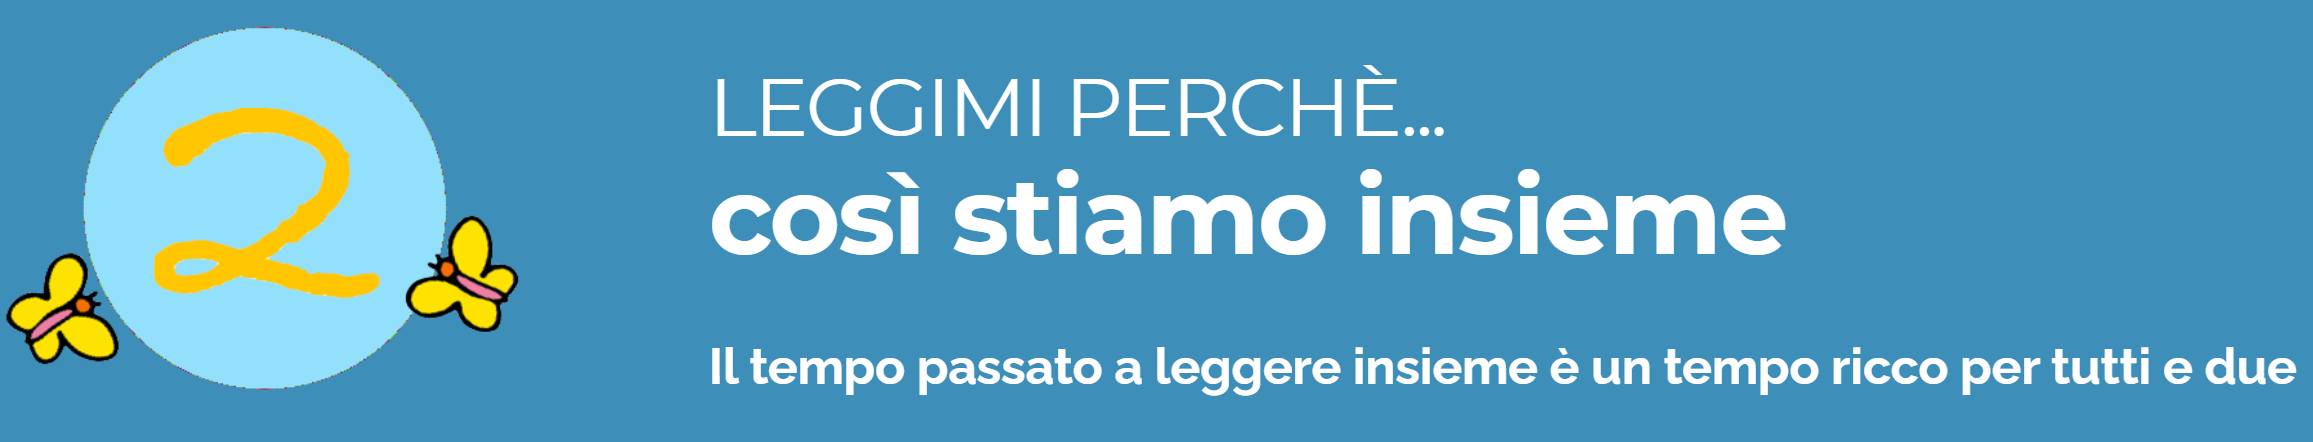 2
LEGGIMI PERCHÈ...
così stiamo insieme
Il tempo passato a leggere insieme è un tempo ricco per tutti e due